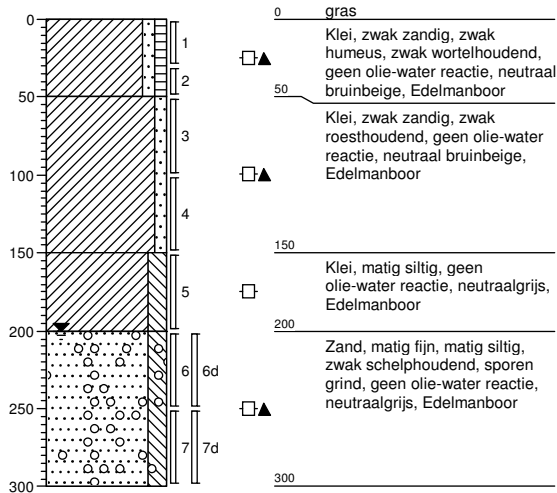 0
50
100
150
200
250
300
1
2
3
4
5
6
6d
7
7d
0
gras
Klei, zwak zandig, zwak
humeus, zwak wortelhoudend,
geen olie-water reactie, neutraal
bruinbeige, Edelmanboor
50
Klei, zwak zandig, zwak
roesthoudend, geen olie-water
reactie, neutraal bruinbeige,
Edelmanboor
150
Klei, matig siltig, geen
olie-water reactie, neutraalgrijs,
Edelmanboor
200
Zand, matig fijn, matig siltig,
zwak schelphoudend, sporen
grind, geen olie-water reactie,
neutraalgrijs, Edelmanboor
300